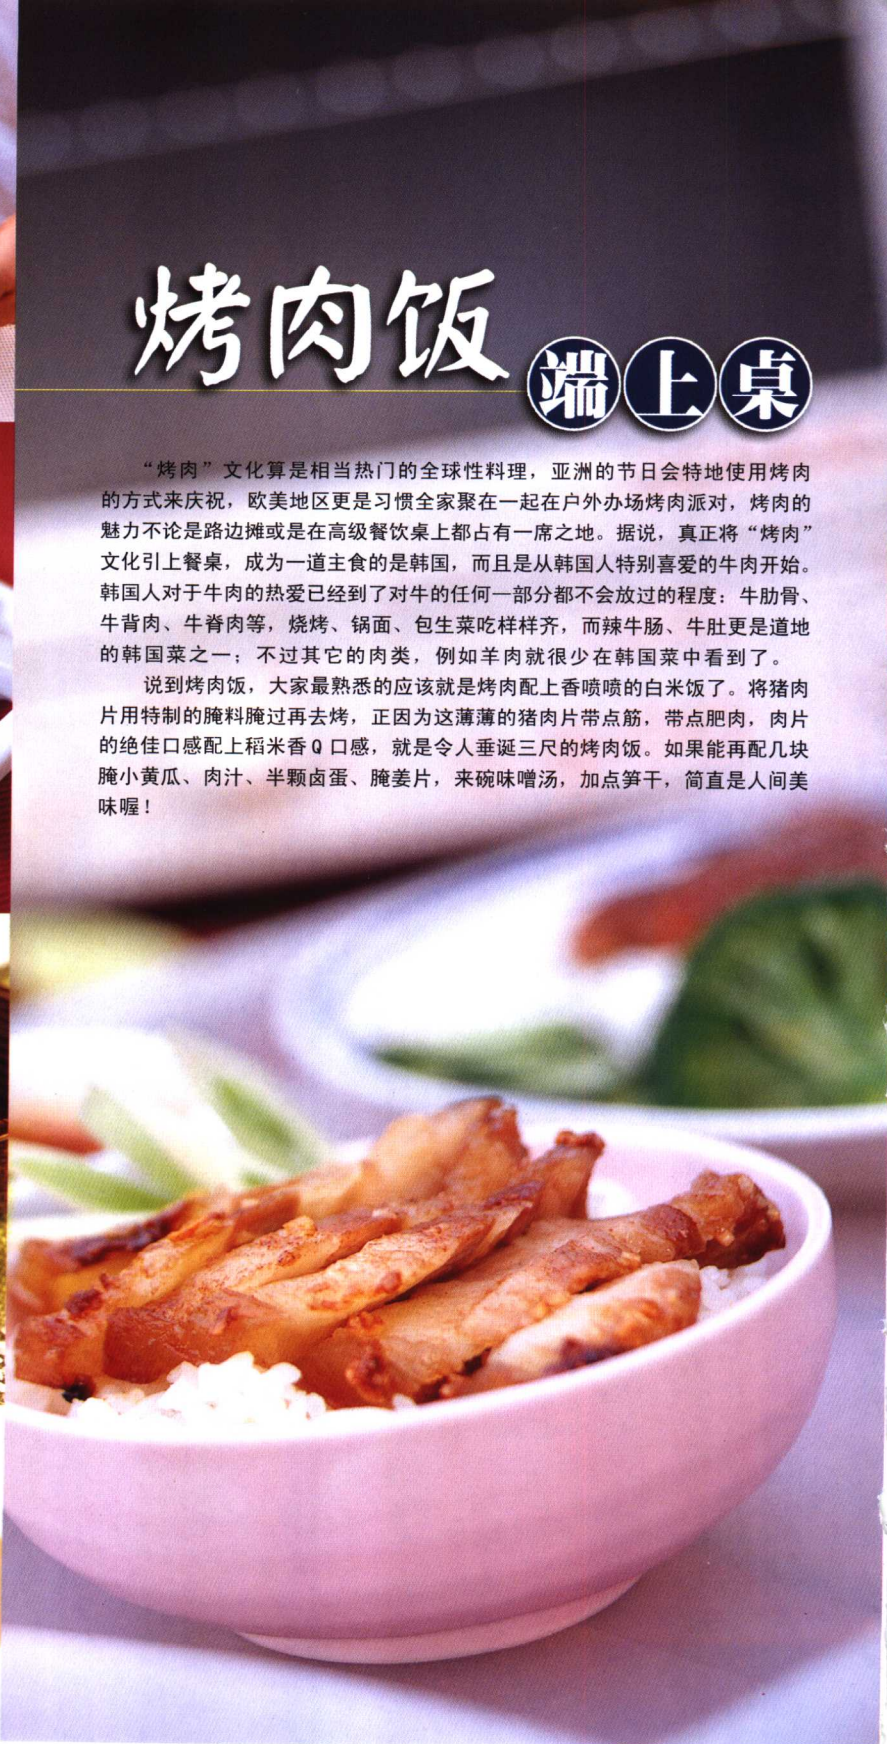 烤肉饭
端上桌
“烤肉”文化算是相当热门的全球性料理，亚洲的节日会特地使用烤肉
的方式来庆祝，欧美地区更是习惯全家聚在一起在户外办场烤肉派对，烤肉的
魅力不论是路边摊或是在高级餐饮桌上都占有一席之地。据说，真正将“烤肉”
文化引上餐桌，成为一道主食的是韩国，而且是从韩国人特别喜爱的牛肉开始。
韩国人对于牛肉的热爱已经到了对牛的任何一部分都不会放过的程度：牛肋骨、
牛背肉、牛脊肉等，烧烤、锅面、包生菜吃样样齐，而辣牛肠、牛肚更是道地
的韩国菜之一；不过其它的肉类，例如羊肉就很少在韩国菜中看到了。
说到烤肉饭，大家最熟悉的应该就是烤肉配上香喷喷的白米饭了。将猪肉
片用特制的腌料腌过再去烤，正因为这薄薄的猪肉片带点筋，带点肥肉，肉片
的绝佳口感配上稻米香Q口感，就是令人垂诞三尺的烤肉饭。如果能再配几块
腌小黄瓜、肉汁、半颗卤蛋、腌姜片，来碗味噌汤，加点笋干，简直是人间美
味喔！